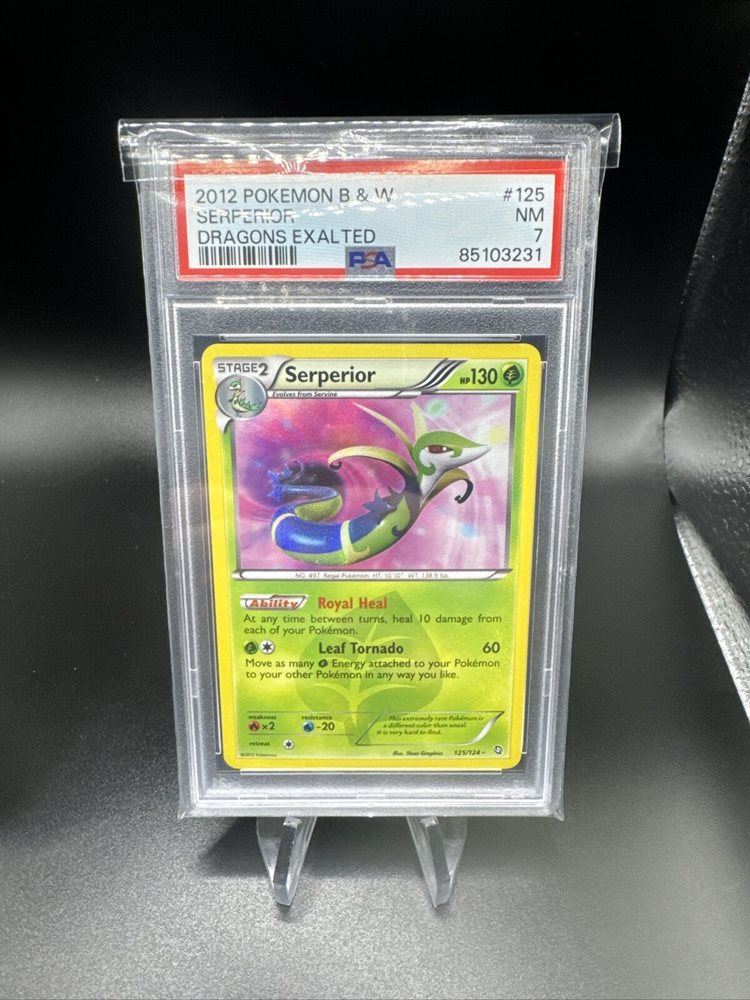 2012 POKEMON B & W #125
SERPERIOR NM
DRAGONS EXALTED 7
PSA 85103231
STAGE2 Serperior HP130
Evolves from Servine
NO. 497 Regal Pokémon HT. 10'10" WT. 138.9 lbs.
Ability Royal Heal
At any time between turns, heal 10 damage from
each of your Pokémon.
Leaf Tornado 60
Move as many Energy attached to your Pokémon
to your other Pokémon in any way you like.
weakness resistance
×2 -20
retreat
This extremely rare Pokémon is
a different color than usual.
It is very hard to find.
©2012 Pokémon Illus. 5ban Graphics 125/124